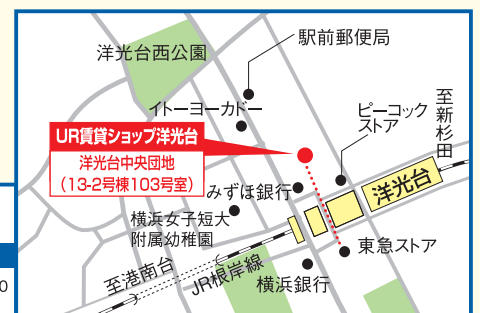 駅前郵便局
洋光台西公園
イトーヨーカドー
ピーコック
ストア
至新杉田
UR賃貸ショップ洋光台
洋光台中央団地
（13-2号棟103号室）
みずほ銀行
洋光台
横浜女子短大
附属幼稚園
東急ストア
至港南台
JR根岸線
横浜銀行
0